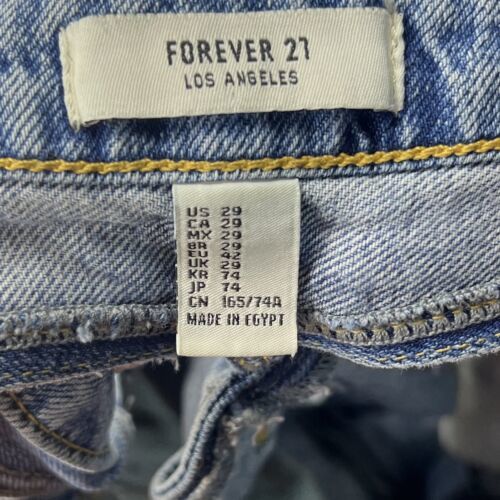 FOREVER 21
LOS ANGELES
US 29
CA 29
MX 29
BR 29
EU 42
UK 29
KR 74
JP 74
CN 165/74A
MADE IN EGYPT